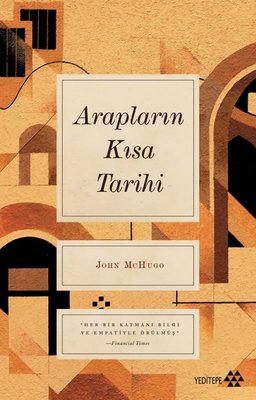 Arapların
Kısa
Tarihi
John McHugo
"HER BİR KATMANI BİLGİ
VE EMPATİYLE ÖRÜLMÜŞ"
—Financial Times
YEDİTEPE